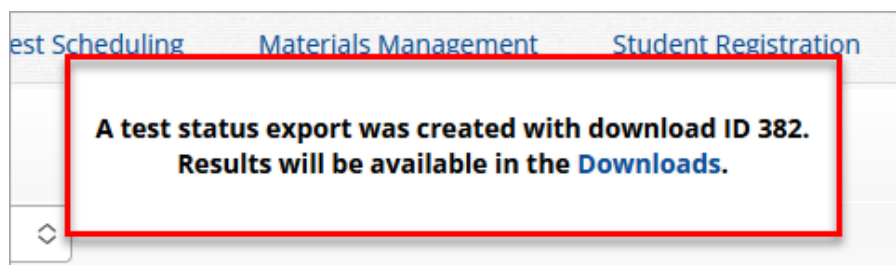 est Scheduling Materials Management Student Registration
A test status export was created with download ID 382.
Results will be available in the Downloads.